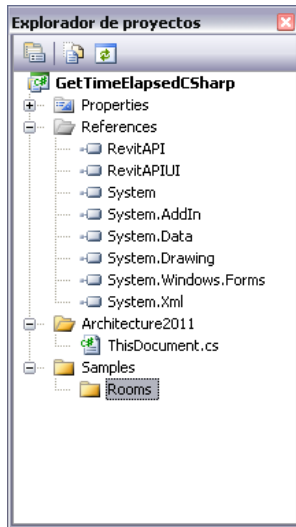 Explorador de proyectos
GetTimeElapsedCSharp
Properties
References
RevitAPI
RevitAPIUI
System
System.AddIn
System.Data
System.Drawing
System.Windows.Forms
System.Xml
Architecture2011
ThisDocument.cs
Samples
Rooms